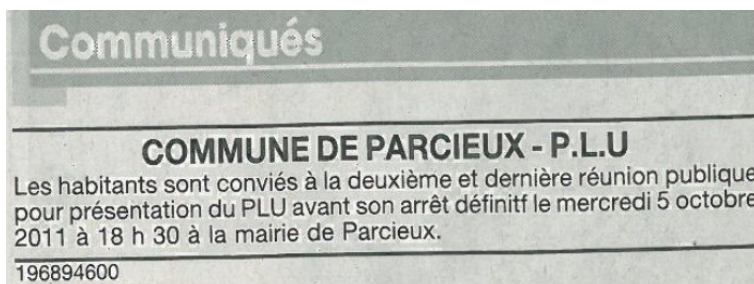 Communiqués
COMMUNE DE PARCIEUX - P.L.U
Les habitants sont conviés à la deuxième et dernière réunion publique
pour présentation du PLU avant son arrêt définitf le mercredi 5 octobre
2011 à 18 h 30 à la mairie de Parcieux.
196894600